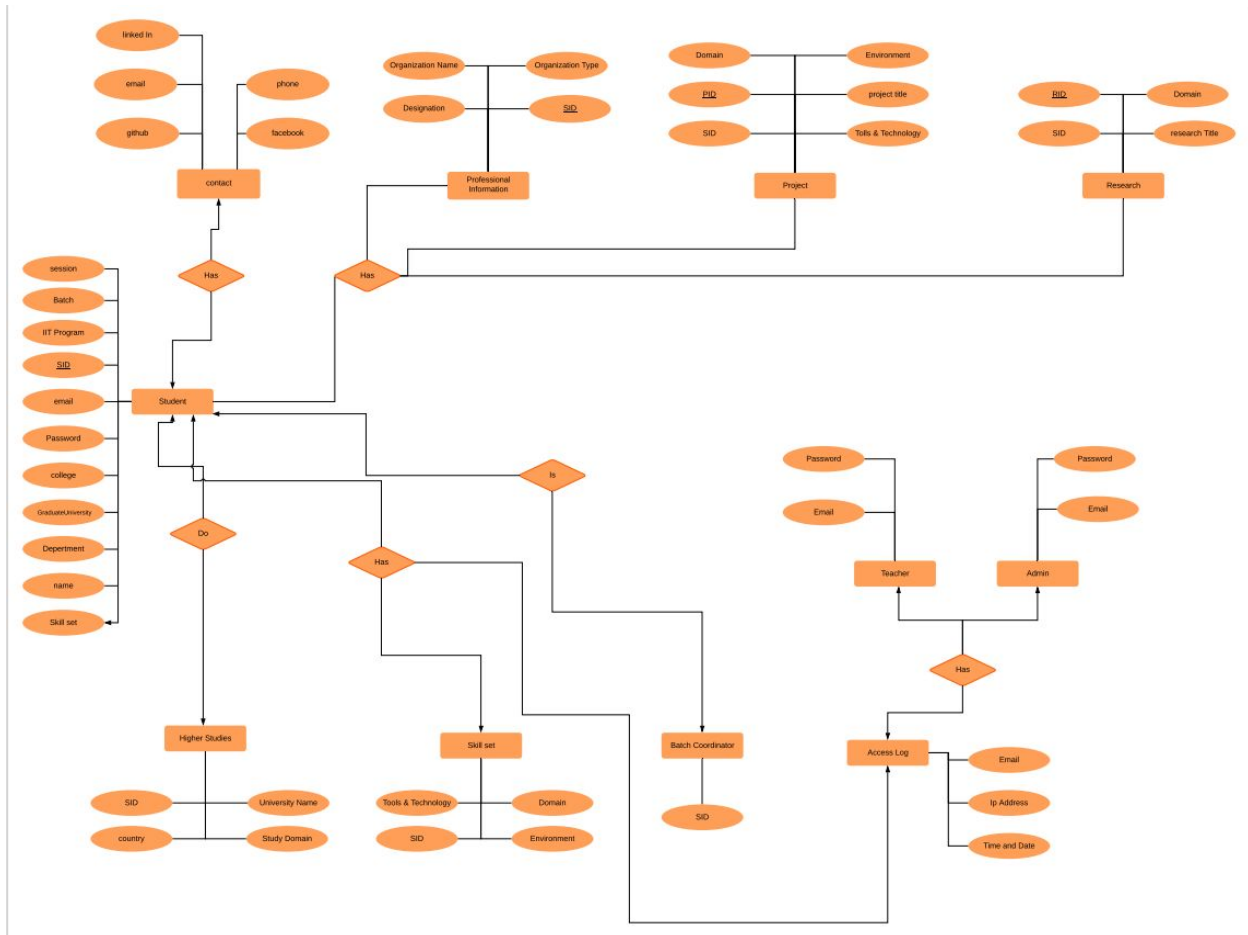 linked In
email
phone
github
facebook
contact
Organization Name
Organization Type
Designation
SID
Professional
Information
Domain
Environment
PID
project title
SID
Tolls & Technology
Project
RID
Domain
SID
research Title
Research
Has
Has
session
Batch
IIT Program
SID
email
Password
college
GraduateUniversity
Depertment
name
Skill set
Student
Is
Do
Has
Password
Email
Teacher
Password
Email
Admin
Has
Higher Studies
SID
University Name
country
Study Domain
Skill set
Tools & Technology
Domain
SID
Environment
Batch Coordinator
SID
Access Log
Email
Ip Address
Time and Date